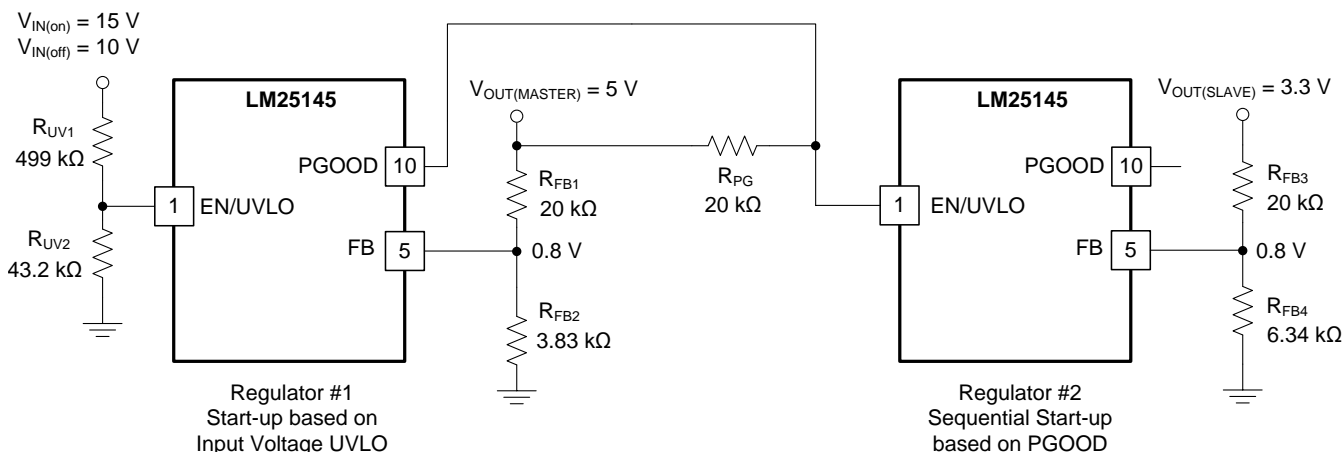 V_IN(on) = 15 V
V_IN(off) = 10 V
R_UV1
499 kΩ
R_UV2
43.2 kΩ
LM25145
PGOOD
10
1
EN/UVLO
FB
5
Regulator #1
Start-up based on
Input Voltage UVLO
V_OUT(MASTER) = 5 V
R_FB1
20 kΩ
0.8 V
R_FB2
3.83 kΩ
R_PG
20 kΩ
LM25145
PGOOD
10
1
EN/UVLO
FB
5
Regulator #2
Sequential Start-up
based on PGOOD
V_OUT(SLAVE) = 3.3 V
R_FB3
20 kΩ
0.8 V
R_FB4
6.34 kΩ